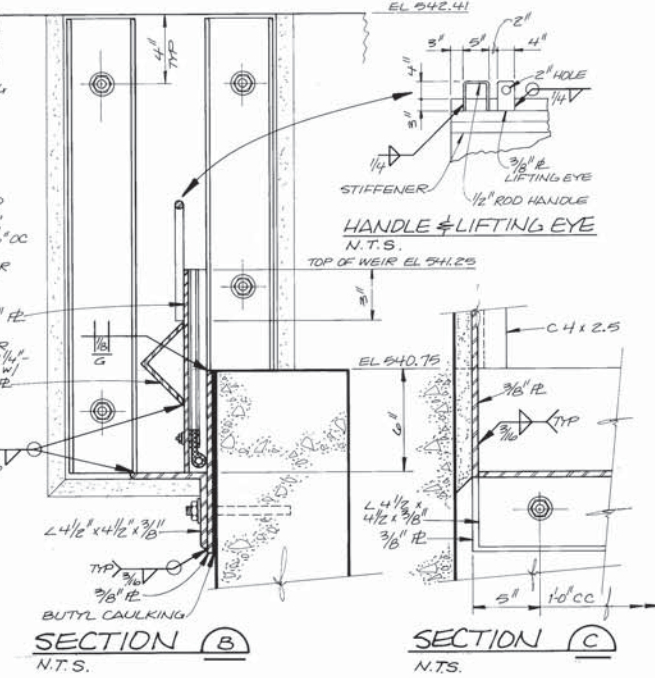 EL 542.41
4"
TYP
3"
5"
2"
4"
4"
3"
2" HOLE
1/4
1/4
3/8" ℄
LIFTING EYE
STIFFENER
1/2" ROD HANDLE
HANDLE & LIFTING EYE
N.T.S.
" OC
TOP OF WEIR EL 541.25
3"
1/8
G
EL 540.75
6"
C 4 x 2.5
3/8" PL
3/16
TYP
L 4 1/2" x
4 1/2" x 3/8"
3/8" PL
L 4 1/2" x 4 1/2" x 3/8"
TYP
3/16
3/8" PL
BUTYL CAULKING
5"
1'-0" CC
SECTION B
N.T.S.
SECTION C
N.T.S.